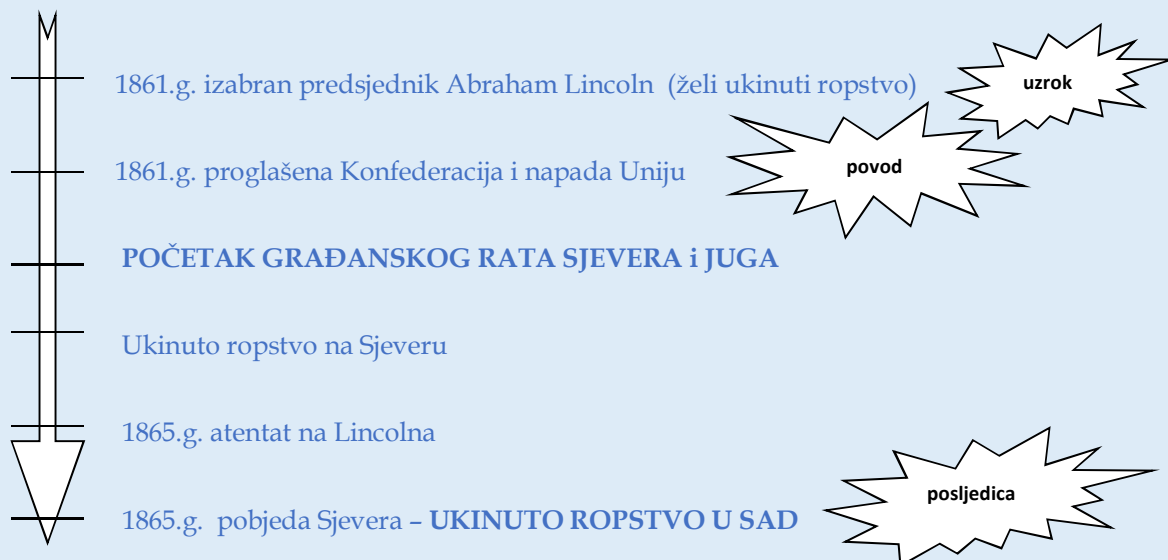 1861.g. izabran predsjednik Abraham Lincoln (želi ukinuti ropstvo)
uzrok
1861.g. proglašena Konfederacija i napada Uniju
povod
POČETAK GRAĐANSKOG RATA SJEVERA i JUGA
Ukinuto ropstvo na Sjeveru
1865.g. atentat na Lincolna
1865.g. pobjeda Sjevera – UKINUTO ROPSTVO U SAD
posljedica